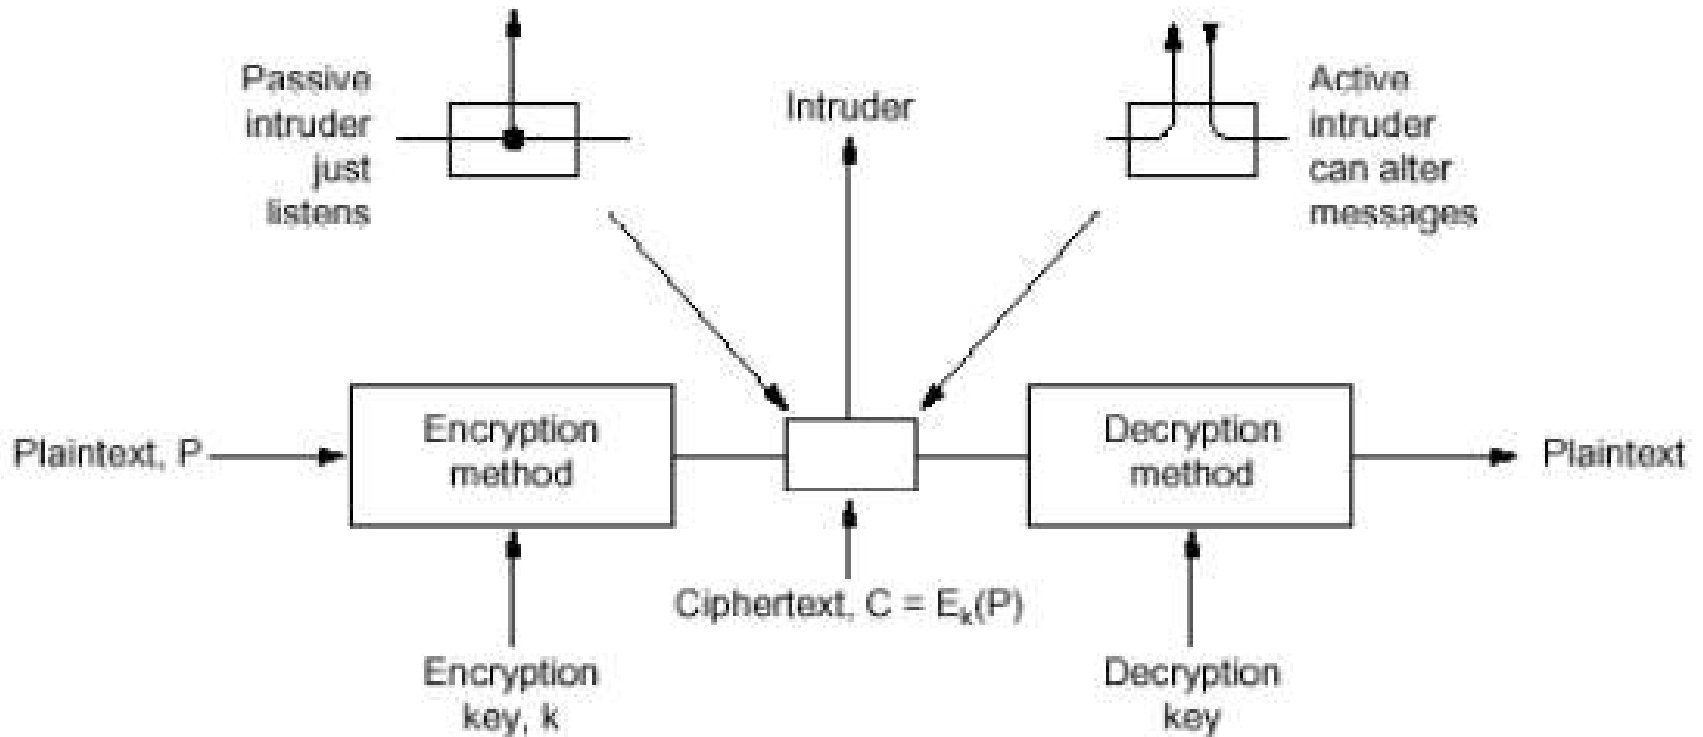 Passive
intruder
just
listens
Intruder
Active
intruder
can alter
messages
Plaintext, P
Encryption
method
Decryption
method
Plaintext
Ciphertext, C = Eₖ(P)
Encryption
key, k
Decryption
key